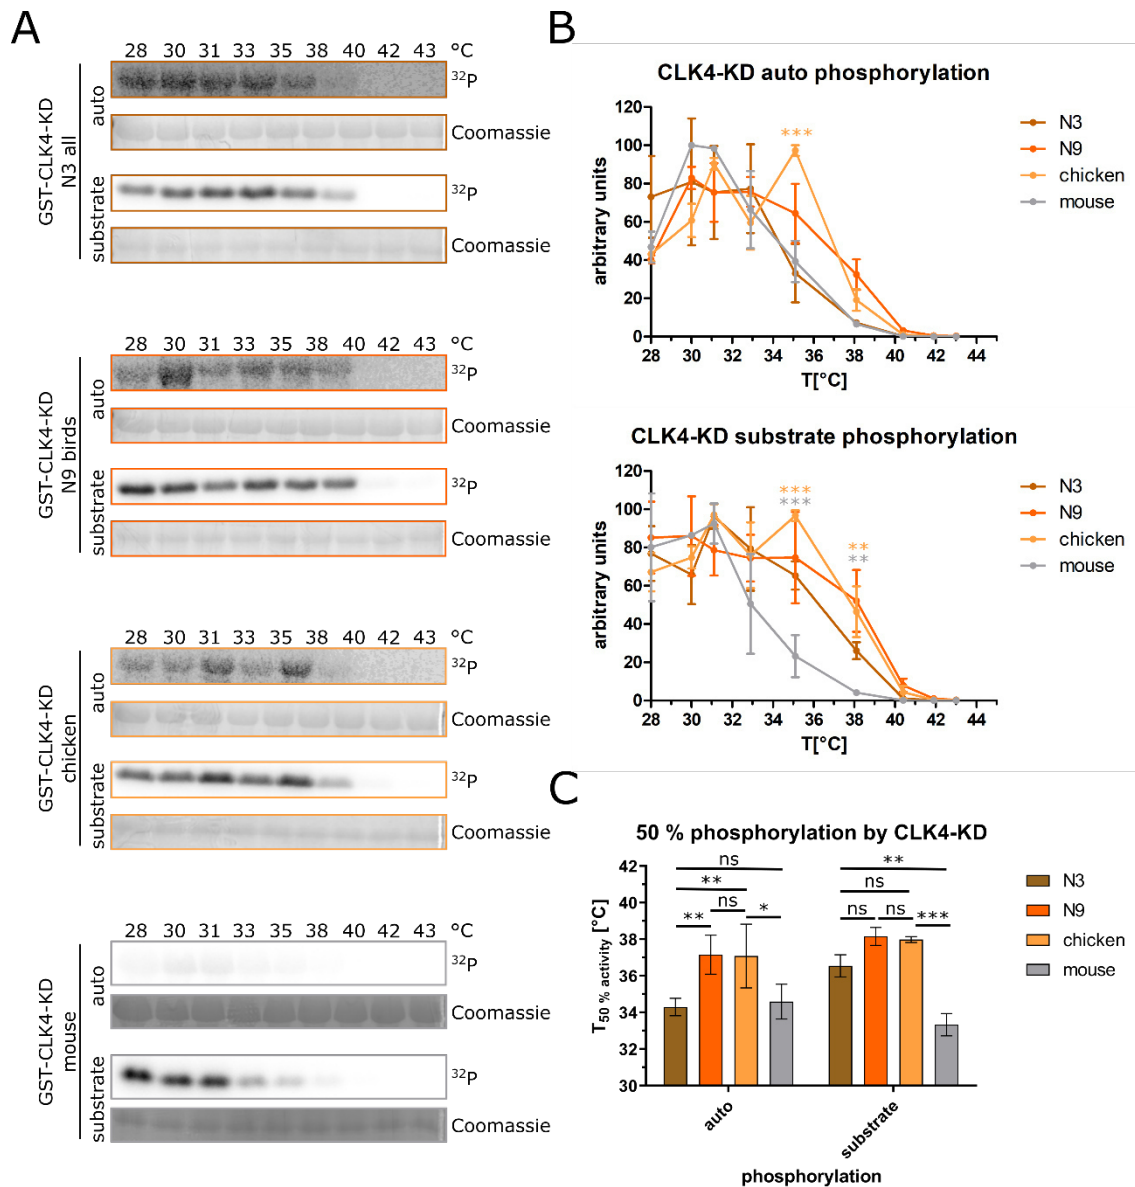 A
28 30 31 33 35 38 40 42 43 °C
GST-CLK4-KD
N3 all
auto
32P
Coomassie
substrate
32P
Coomassie
28 30 31 33 35 38 40 42 43 °C
GST-CLK4-KD
N9 birds
auto
32P
Coomassie
substrate
32P
Coomassie
28 30 31 33 35 38 40 42 43 °C
GST-CLK4-KD
chicken
auto
32P
Coomassie
substrate
32P
Coomassie
28 30 31 33 35 38 40 42 43 °C
GST-CLK4-KD
mouse
auto
32P
Coomassie
substrate
32P
Coomassie
B
CLK4-KD auto phosphorylation
arbitrary units
120
100
80
60
40
20
0
28 30 32 34 36 38 40 42 44
T[°C]
***
N3
N9
chicken
mouse
CLK4-KD substrate phosphorylation
arbitrary units
120
100
80
60
40
20
0
28 30 32 34 36 38 40 42 44
T[°C]
***
***
**
**
N3
N9
chicken
mouse
C
50 % phosphorylation by CLK4-KD
T50 % activity [°C]
42
40
38
36
34
32
30
ns
**
** ns *
**
ns
ns ns ***
auto
substrate
phosphorylation
N3
N9
chicken
mouse